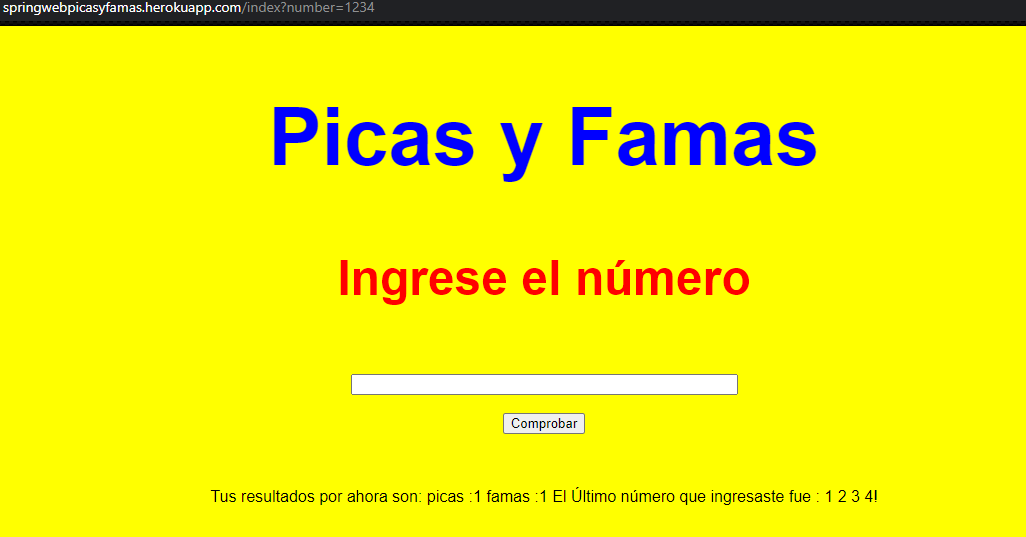 springwebpicasyfamas.herokuapp.com/index?number=1234
Picas y Famas
Ingrese el número
Comprobar
Tus resultados por ahora son: picas :1 famas :1 El Último número que ingresaste fue : 1 2 3 4!